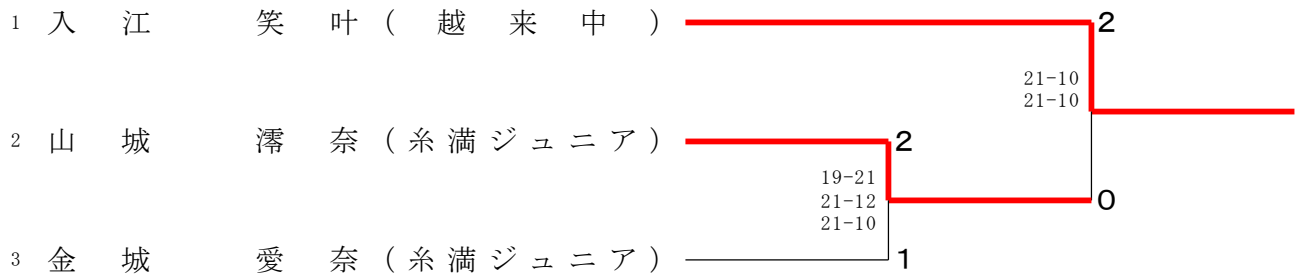 1 入 江 笑 叶 ( 越 来 中 ) 2
21-10
21-10
2 山 城 澪 奈 ( 糸 満 ジ ュ ニ ア ) 2
19-21
21-12
21-10
0
3 金 城 愛 奈 ( 糸 満 ジ ュ ニ ア ) 1